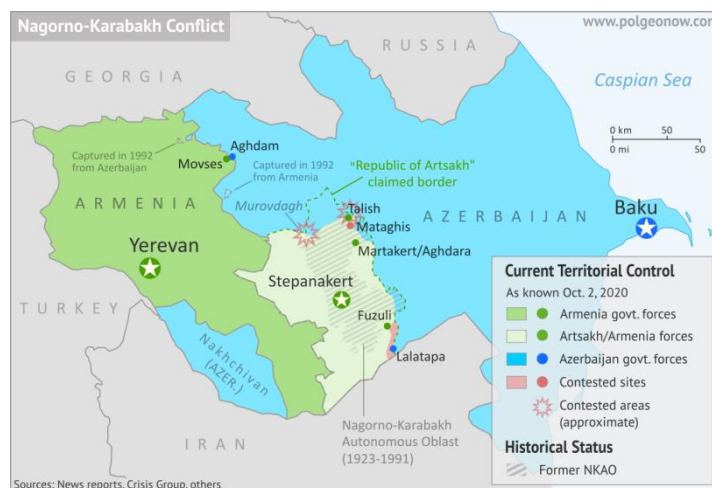 Nagorno-Karabakh Conflict
www.polgeonow.com
RUSSIA
GEORGIA
Caspian Sea
0 km 50
0 mi 50
Captured in 1992
from Azerbaijan
Aghdam
Movses
Captured in 1992
from Armenia
"Republic of Artsakh"
claimed border
ARMENIA
Murovdagh
Talish
Mataghis
AZERBAIJAN
Baku
Yerevan
Martakert/Aghdara
Stepanakert
TURKEY
Fuzuli
Lalatapa
Nakhchivan
(AZER.)
IRAN
Nagorno-Karabakh
Autonomous Oblast
(1923-1991)
Current Territorial Control
As known Oct. 2, 2020
Armenia govt. forces
Artsakh/Armenia forces
Azerbaijan govt. forces
Contested sites
Contested areas
(approximate)
Historical Status
Former NKAO
Sources: News reports, Crisis Group, others